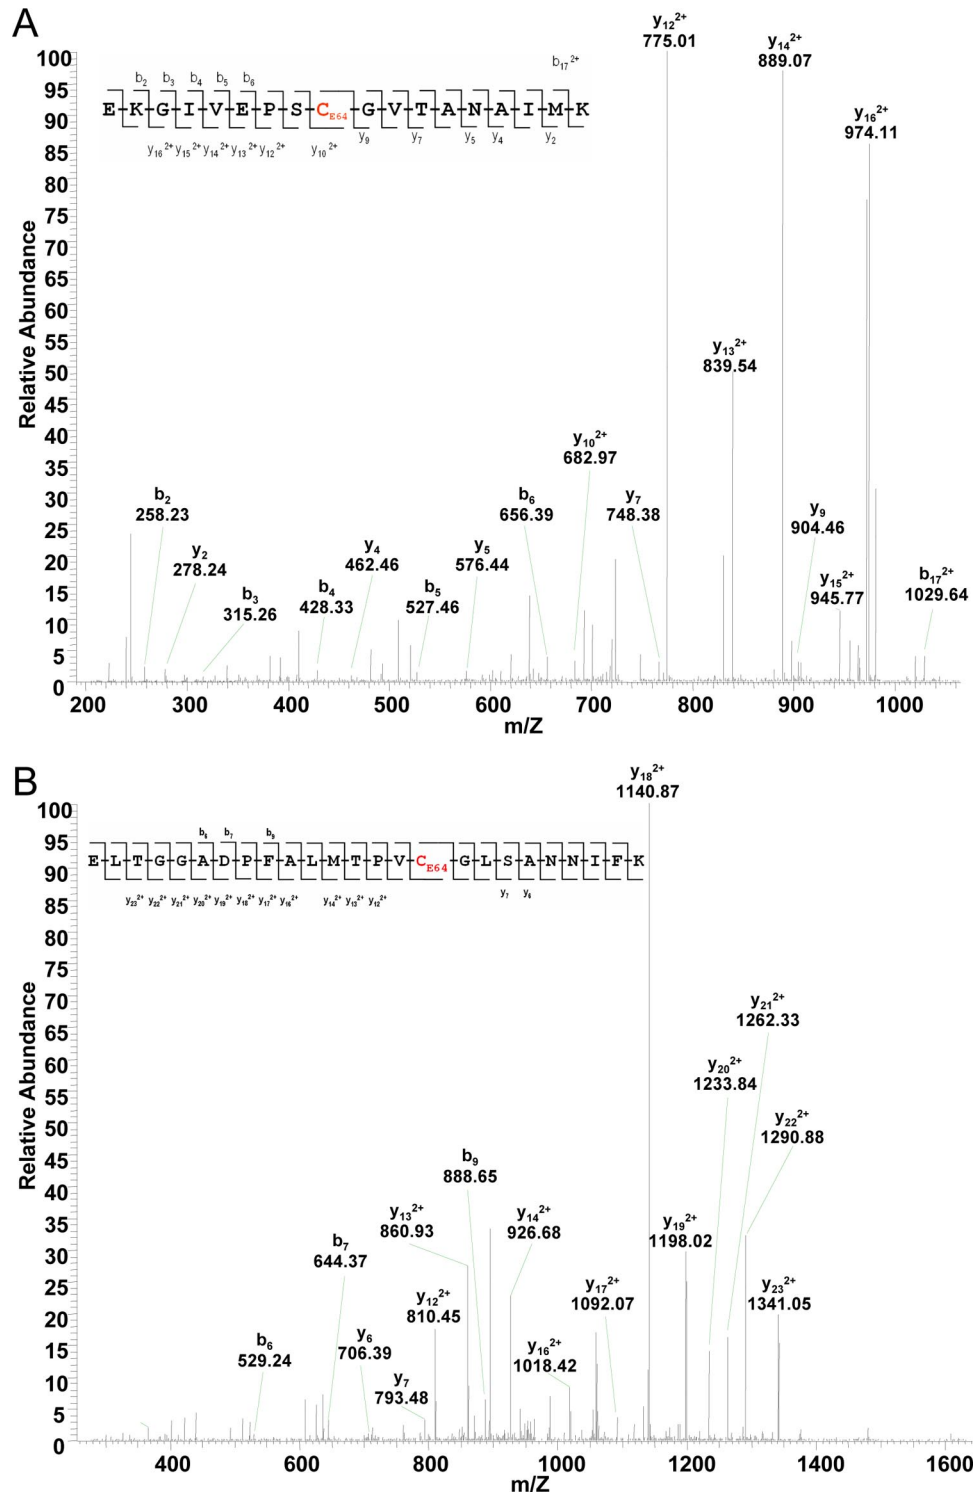 A
100
95
90
85
80
75
70
65
60
55
50
45
40
35
30
25
20
15
10
5
0
Relative Abundance
b2 b3 b4 b5 b6 b17 2+
E K G I V E P S C E64 G V T A N A I M K
y16 2+ y15 2+ y14 2+ y13 2+ y12 2+ y10 2+ y9 y7 y5 y4 y2
y12 2+
775.01
y14 2+
889.07
y16 2+
974.11
y13 2+
839.54
y10 2+
682.97
b2
258.23
y2
278.24
b3
315.26
b4
428.33
y4
462.46
b5
527.46
y5
576.44
b6
656.39
y7
748.38
y9
904.46
y15 2+
945.77
b17 2+
1029.64
200 300 400 500 600 700 800 900 1000
m/Z
B
100
95
90
85
80
75
70
65
60
55
50
45
40
35
30
25
20
15
10
5
0
Relative Abundance
b6 b7 b9
E L T G G A D P F A L M T P V C E64 G L S A N N I F K
y23 2+ y22 2+ y21 2+ y20 2+ y19 2+ y18 2+ y17 2+ y16 2+ y14 2+ y13 2+ y12 2+ y7 y6
y18 2+
1140.87
y21 2+
1262.33
y20 2+
1233.84
y22 2+
1290.88
b9
888.65
y13 2+
860.93
y14 2+
926.68
y19 2+
1198.02
b7
644.37
y12 2+
810.45
y17 2+
1092.07
y23 2+
1341.05
b6
529.24
y6
706.39
y7
793.48
y16 2+
1018.42
400 600 800 1000 1200 1400 1600
m/Z